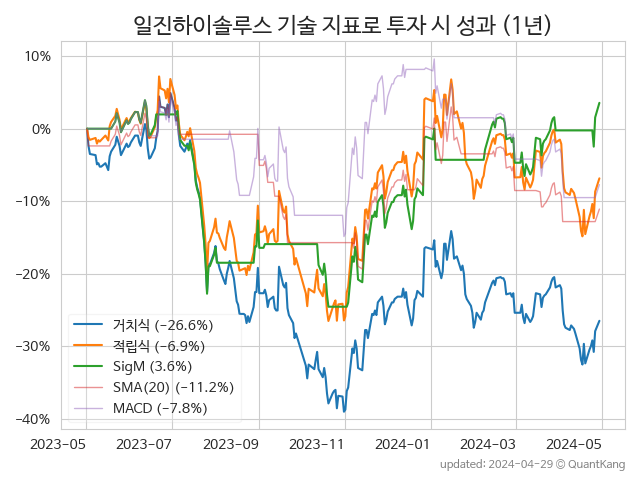 일진하이솔루스 기술 지표로 투자 시 성과 (1년)
10%
0%
−10%
−20%
−30%
−40%
거치식 (−26.6%)
적립식 (−6.9%)
SigM (3.6%)
SMA(20) (−11.2%)
MACD (−7.8%)
2023-05
2023-07
2023-09
2023-11
2024-01
2024-03
2024-05
updated: 2024-04-29 © QuantKang